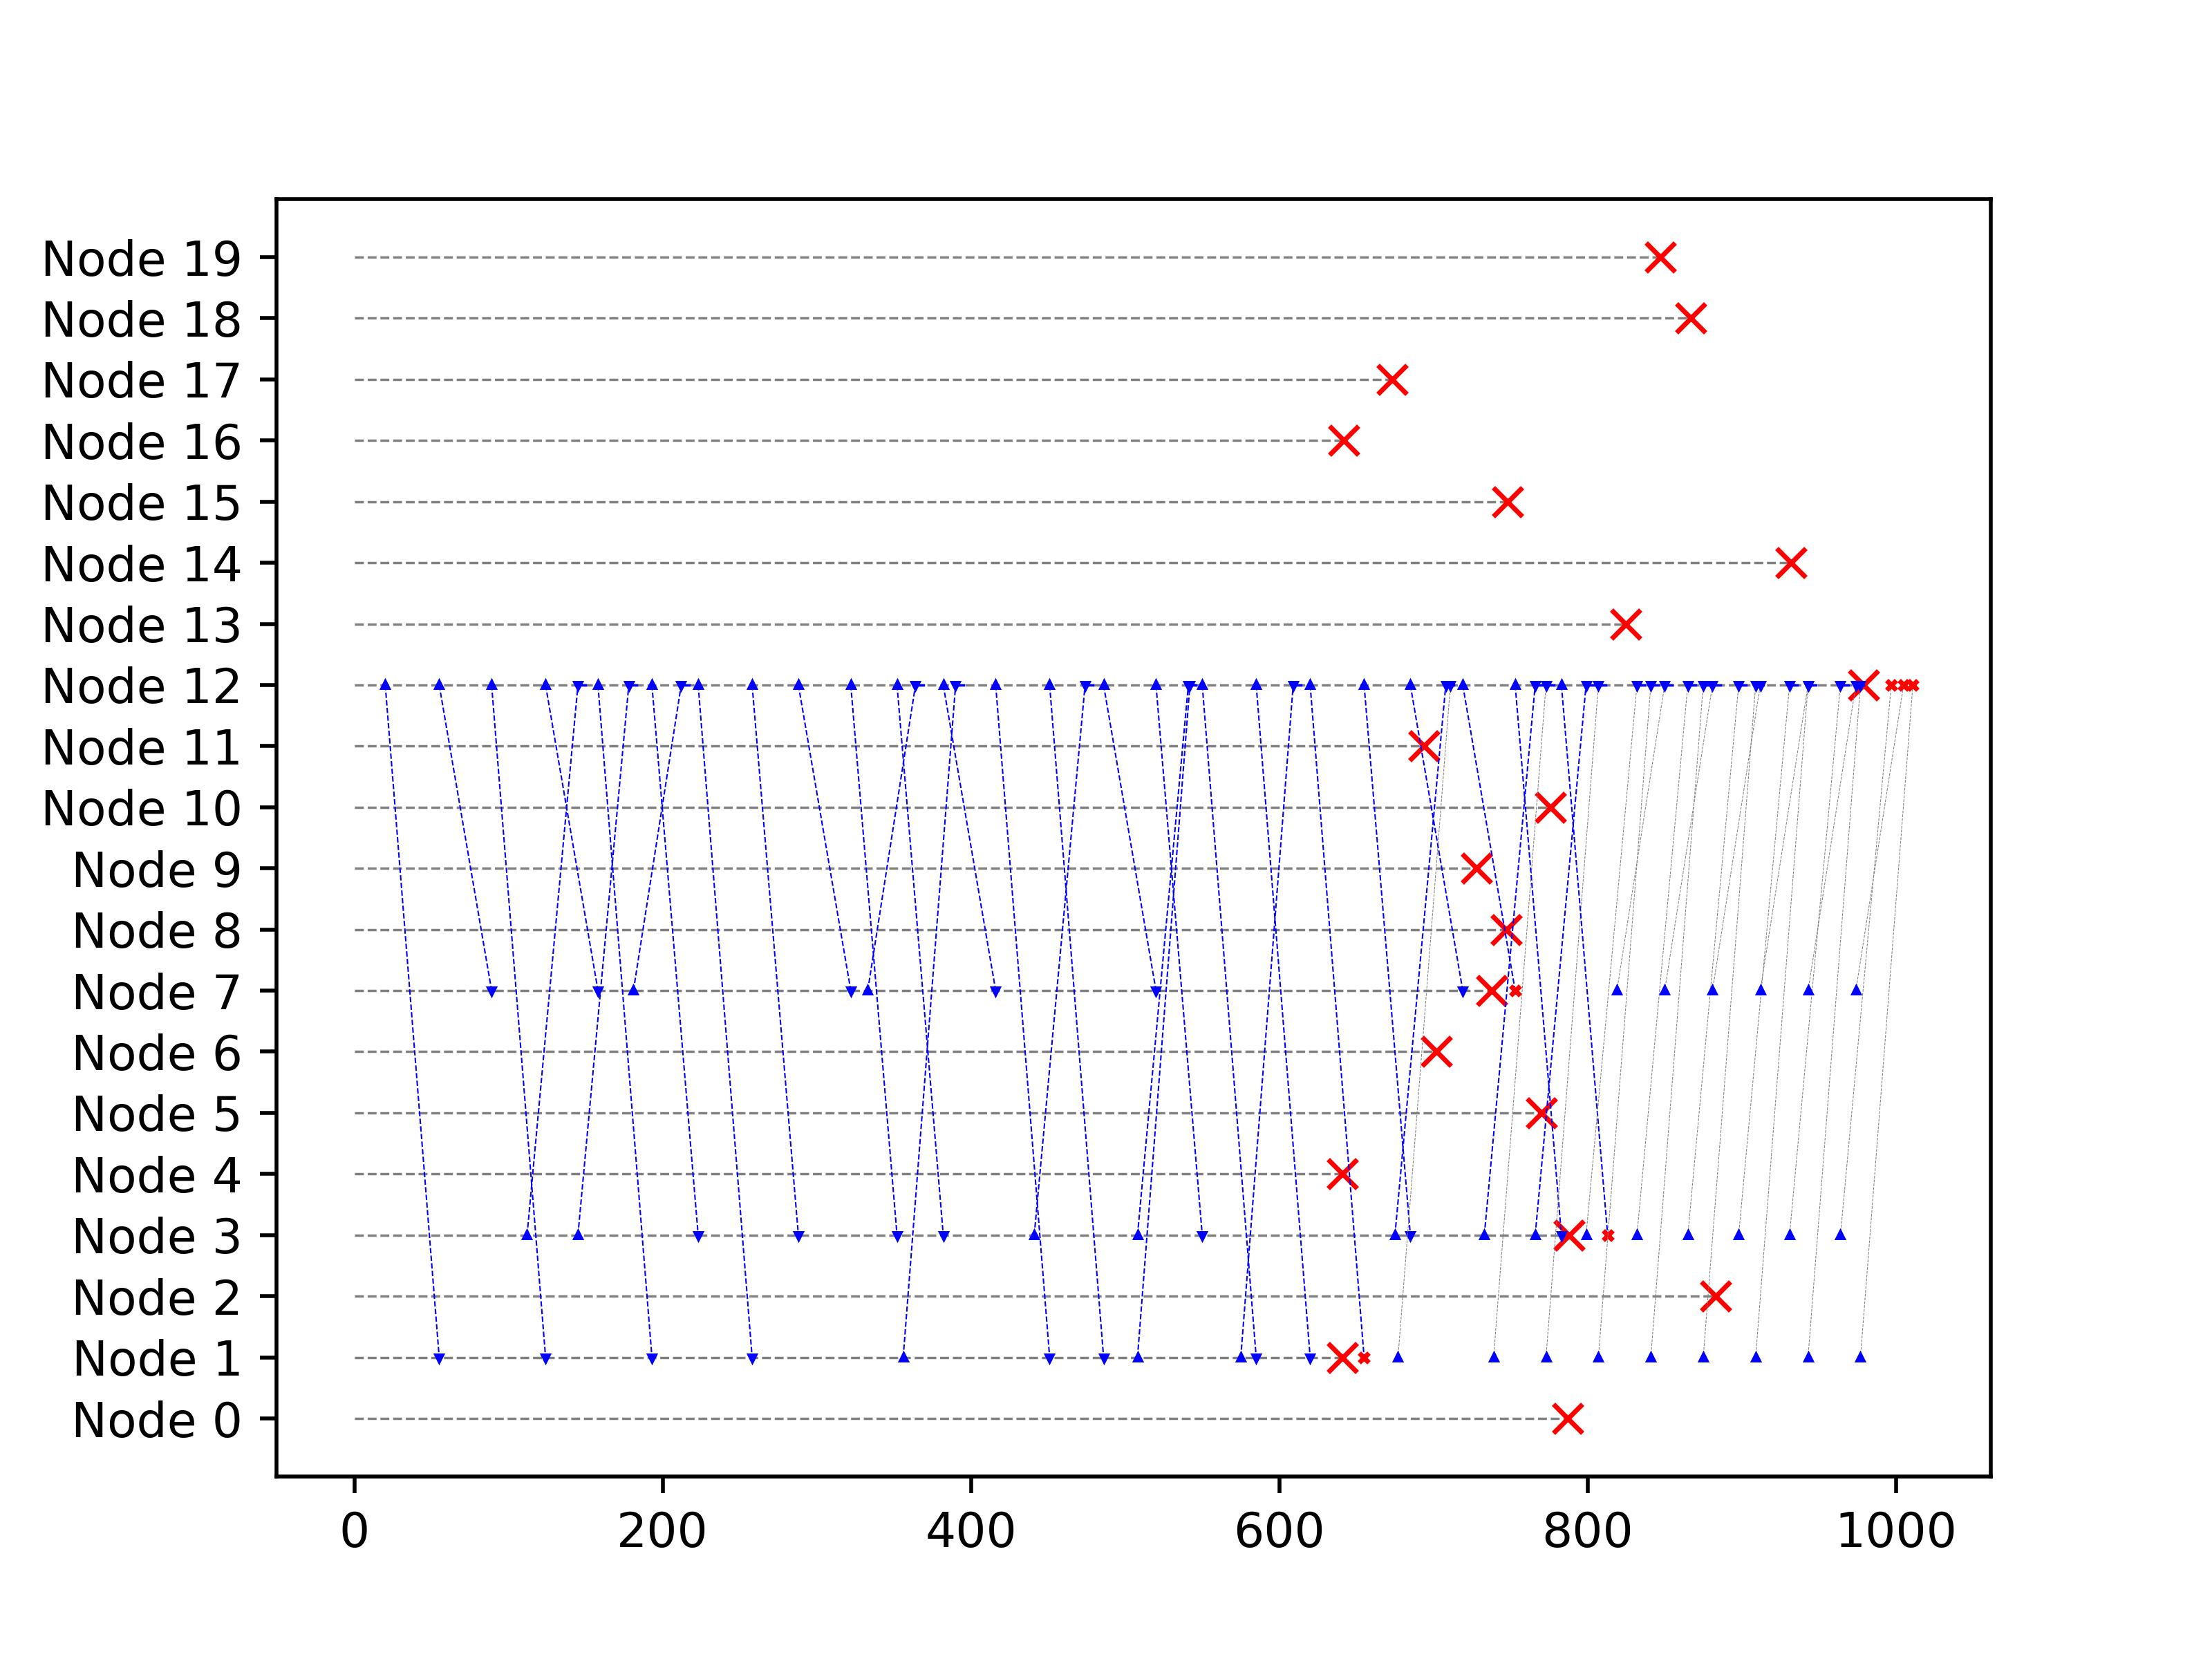 Node 19
Node 18
Node 17
Node 16
Node 15
Node 14
Node 13
Node 12
Node 11
Node 10
Node 9
Node 8
Node 7
Node 6
Node 5
Node 4
Node 3
Node 2
Node 1
Node 0
0 200 400 600 800 1000